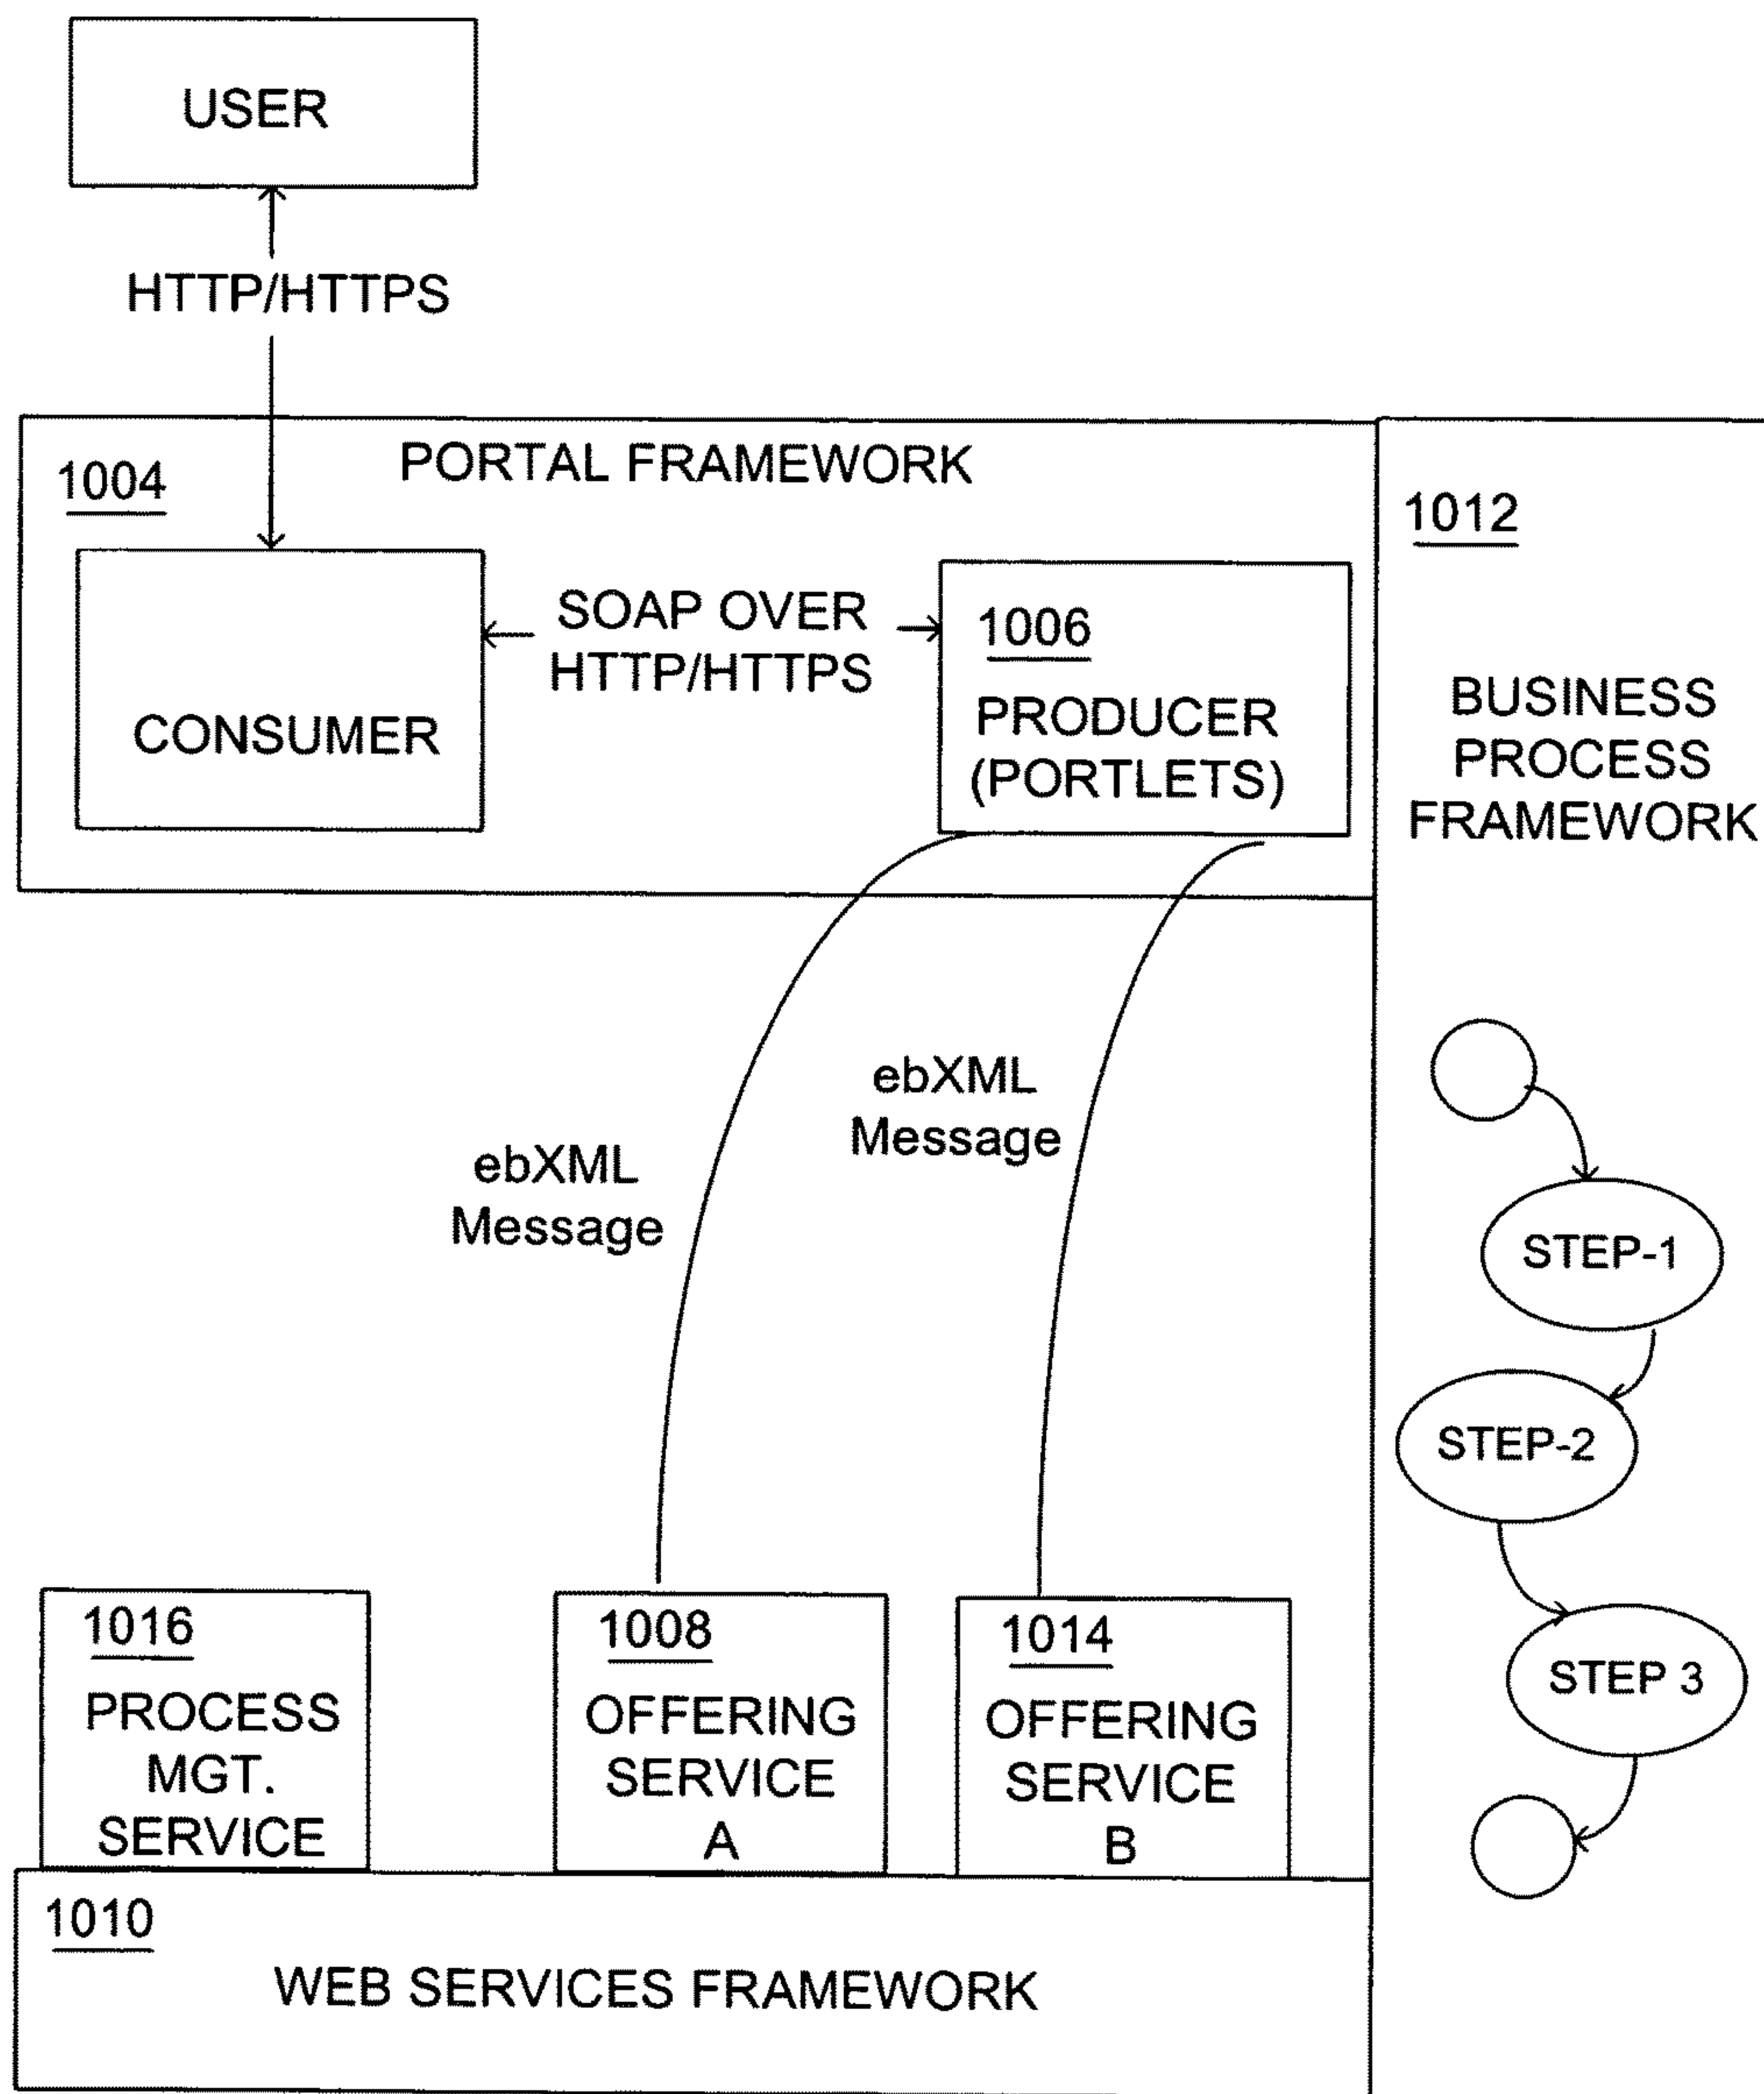 USER
HTTP/HTTPS
PORTAL FRAMEWORK
1004
CONSUMER
SOAP OVER
HTTP/HTTPS
1006
PRODUCER
(PORTLETS)
1012
BUSINESS
PROCESS
FRAMEWORK
ebXML
Message
ebXML
Message
STEP-1
STEP-2
STEP 3
1016
PROCESS
MGT.
SERVICE
1008
OFFERING
SERVICE
A
1014
OFFERING
SERVICE
B
1010
WEB SERVICES FRAMEWORK